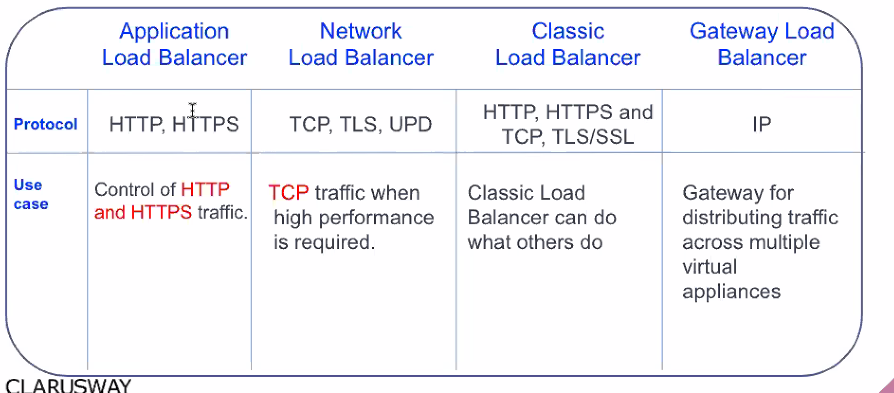 Application
Load Balancer
Network
Load Balancer
Classic
Load Balancer
Gateway Load
Balancer
Protocol
HTTP, HTTPS
TCP, TLS, UPD
HTTP, HTTPS and
TCP, TLS/SSL
IP
Use
case
Control of HTTP
and HTTPS traffic.
TCP traffic when
high performance
is required.
Classic Load
Balancer can do
what others do
Gateway for
distributing traffic
across multiple
virtual
appliances
CLARUSWAY